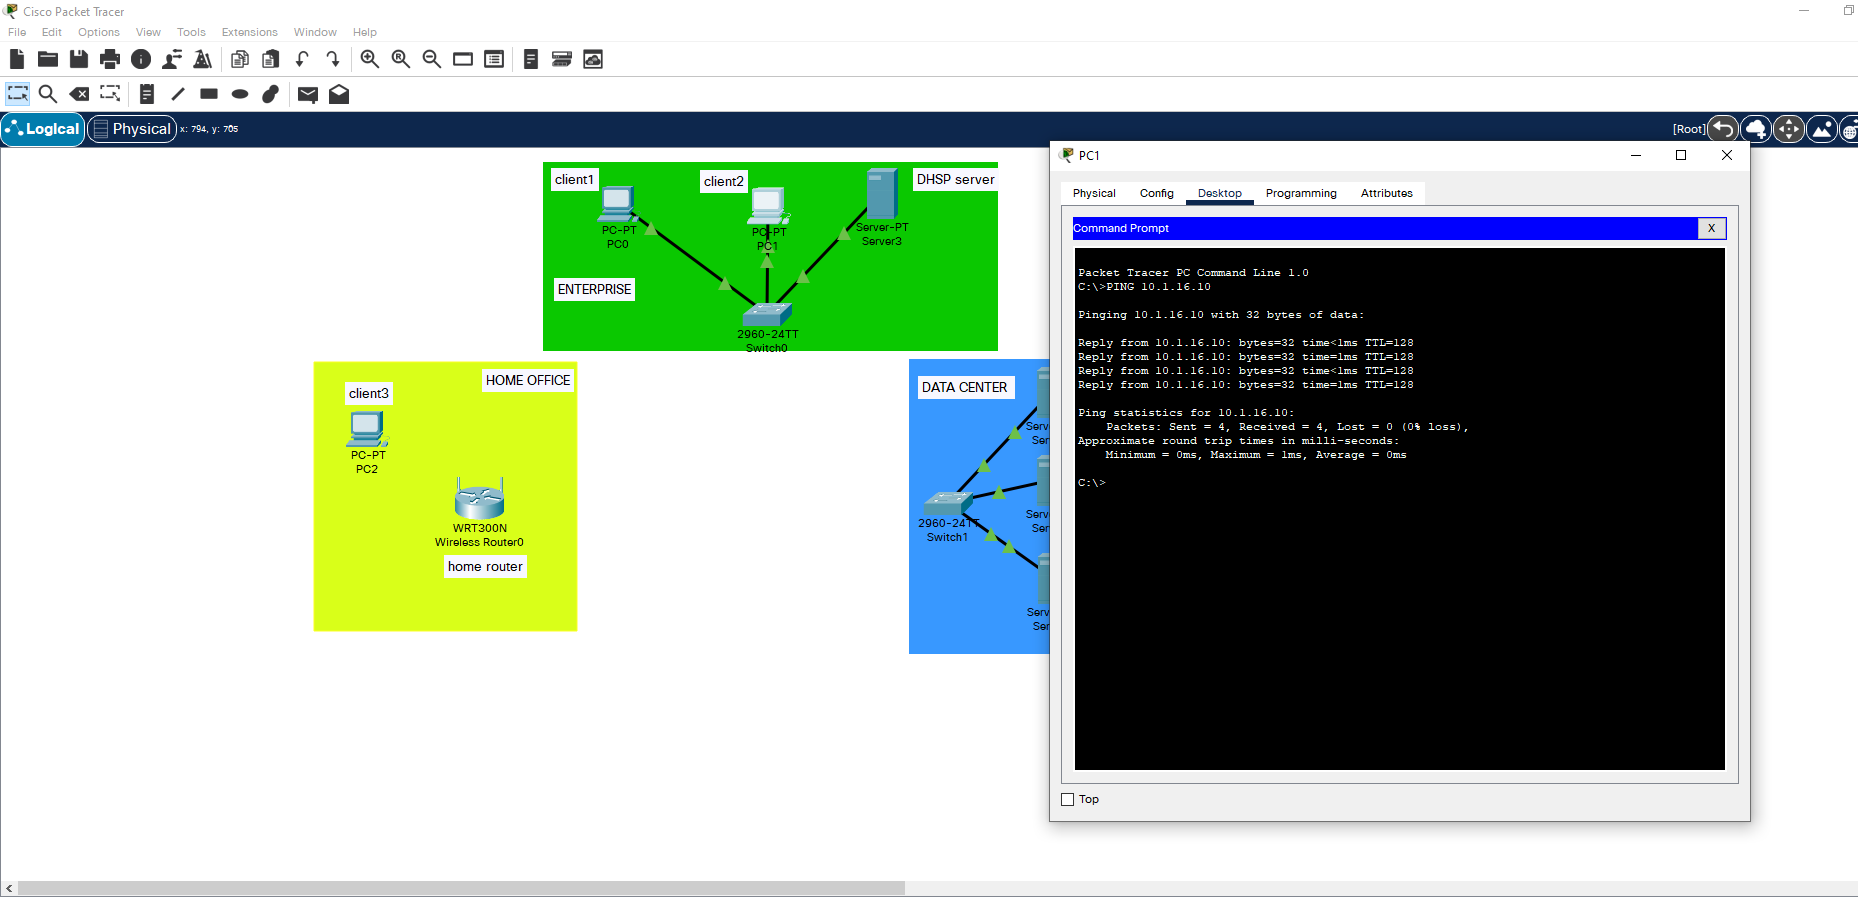 Cisco Packet Tracer
File Edit Options View Tools Extensions Window Help
Logical
Physical
x: 794, y: 705
[Root]
client1
client2
DHSP server
PC-PT
PC0
PC-PT
PC1
Server-PT
Server3
ENTERPRISE
2960-24TT
Switch0
HOME OFFICE
client3
PC-PT
PC2
WRT300N
Wireless Router0
home router
DATA CENTER
Serv
Ser
2960-24TT
Switch1
Serv
Ser
Serv
Ser
PC1
Physical Config Desktop Programming Attributes
Command Prompt
X
Packet Tracer PC Command Line 1.0
C:\>PING 10.1.16.10
Pinging 10.1.16.10 with 32 bytes of data:
Reply from 10.1.16.10: bytes=32 time<1ms TTL=128
Reply from 10.1.16.10: bytes=32 time=1ms TTL=128
Reply from 10.1.16.10: bytes=32 time<1ms TTL=128
Reply from 10.1.16.10: bytes=32 time=1ms TTL=128
Ping statistics for 10.1.16.10:
Packets: Sent = 4, Received = 4, Lost = 0 (0% loss),
Approximate round trip times in milli-seconds:
Minimum = 0ms, Maximum = 1ms, Average = 0ms
C:\>
Top